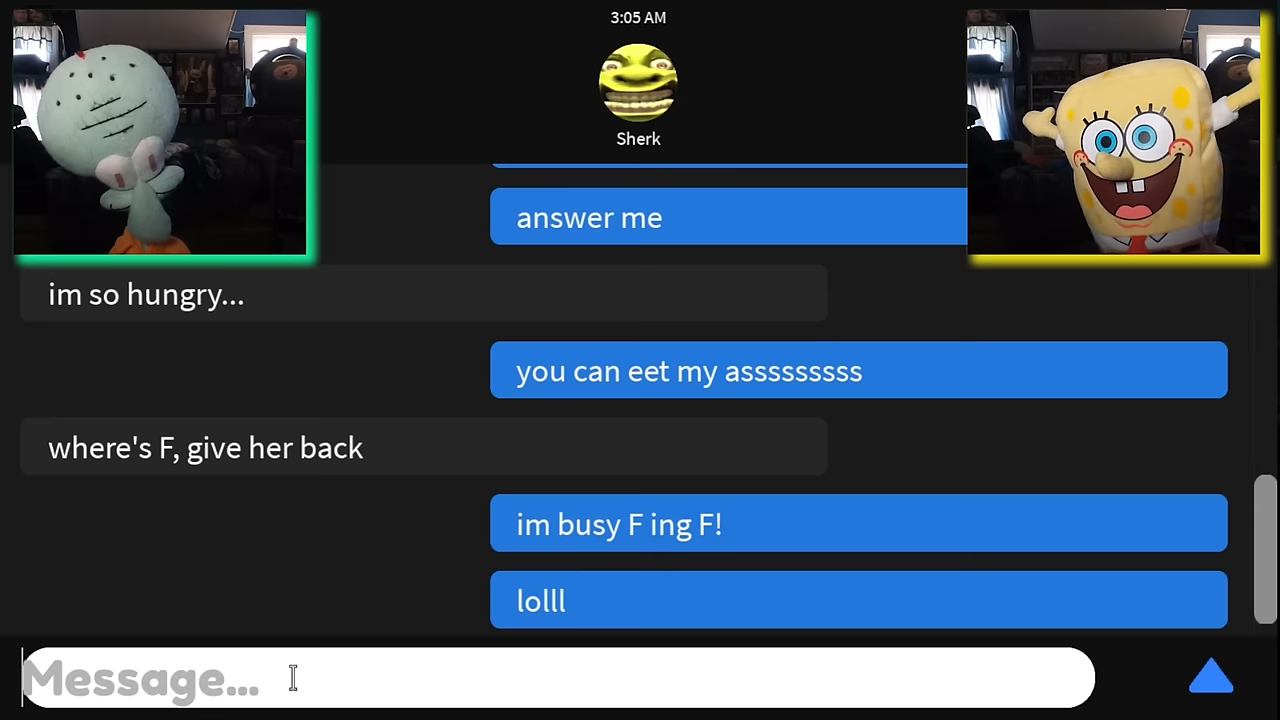 3:05 AM
Sherk
answer me
im so hungry...
you can eet my asssssssss
where's F, give her back
im busy F ing F!
lolll
Message...